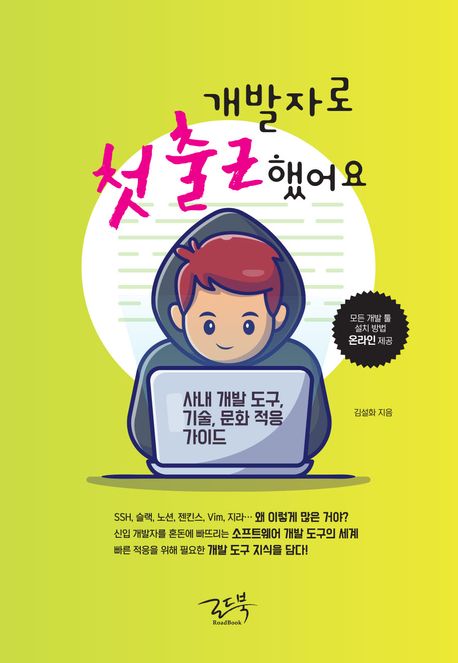 개발자로
첫 출근 했어요
모든 개발 툴
설치 방법
온라인 제공
사내 개발 도구,
기술, 문화 적응
가이드
김설화 지음
SSH, 슬랙, 노션, 젠킨스, Vim, 지라… 왜 이렇게 많은 거야?
신입 개발자를 혼돈에 빠뜨리는 소프트웨어 개발 도구의 세계
빠른 적응을 위해 필요한 개발 도구 지식을 담다!
로드북
RoadBook